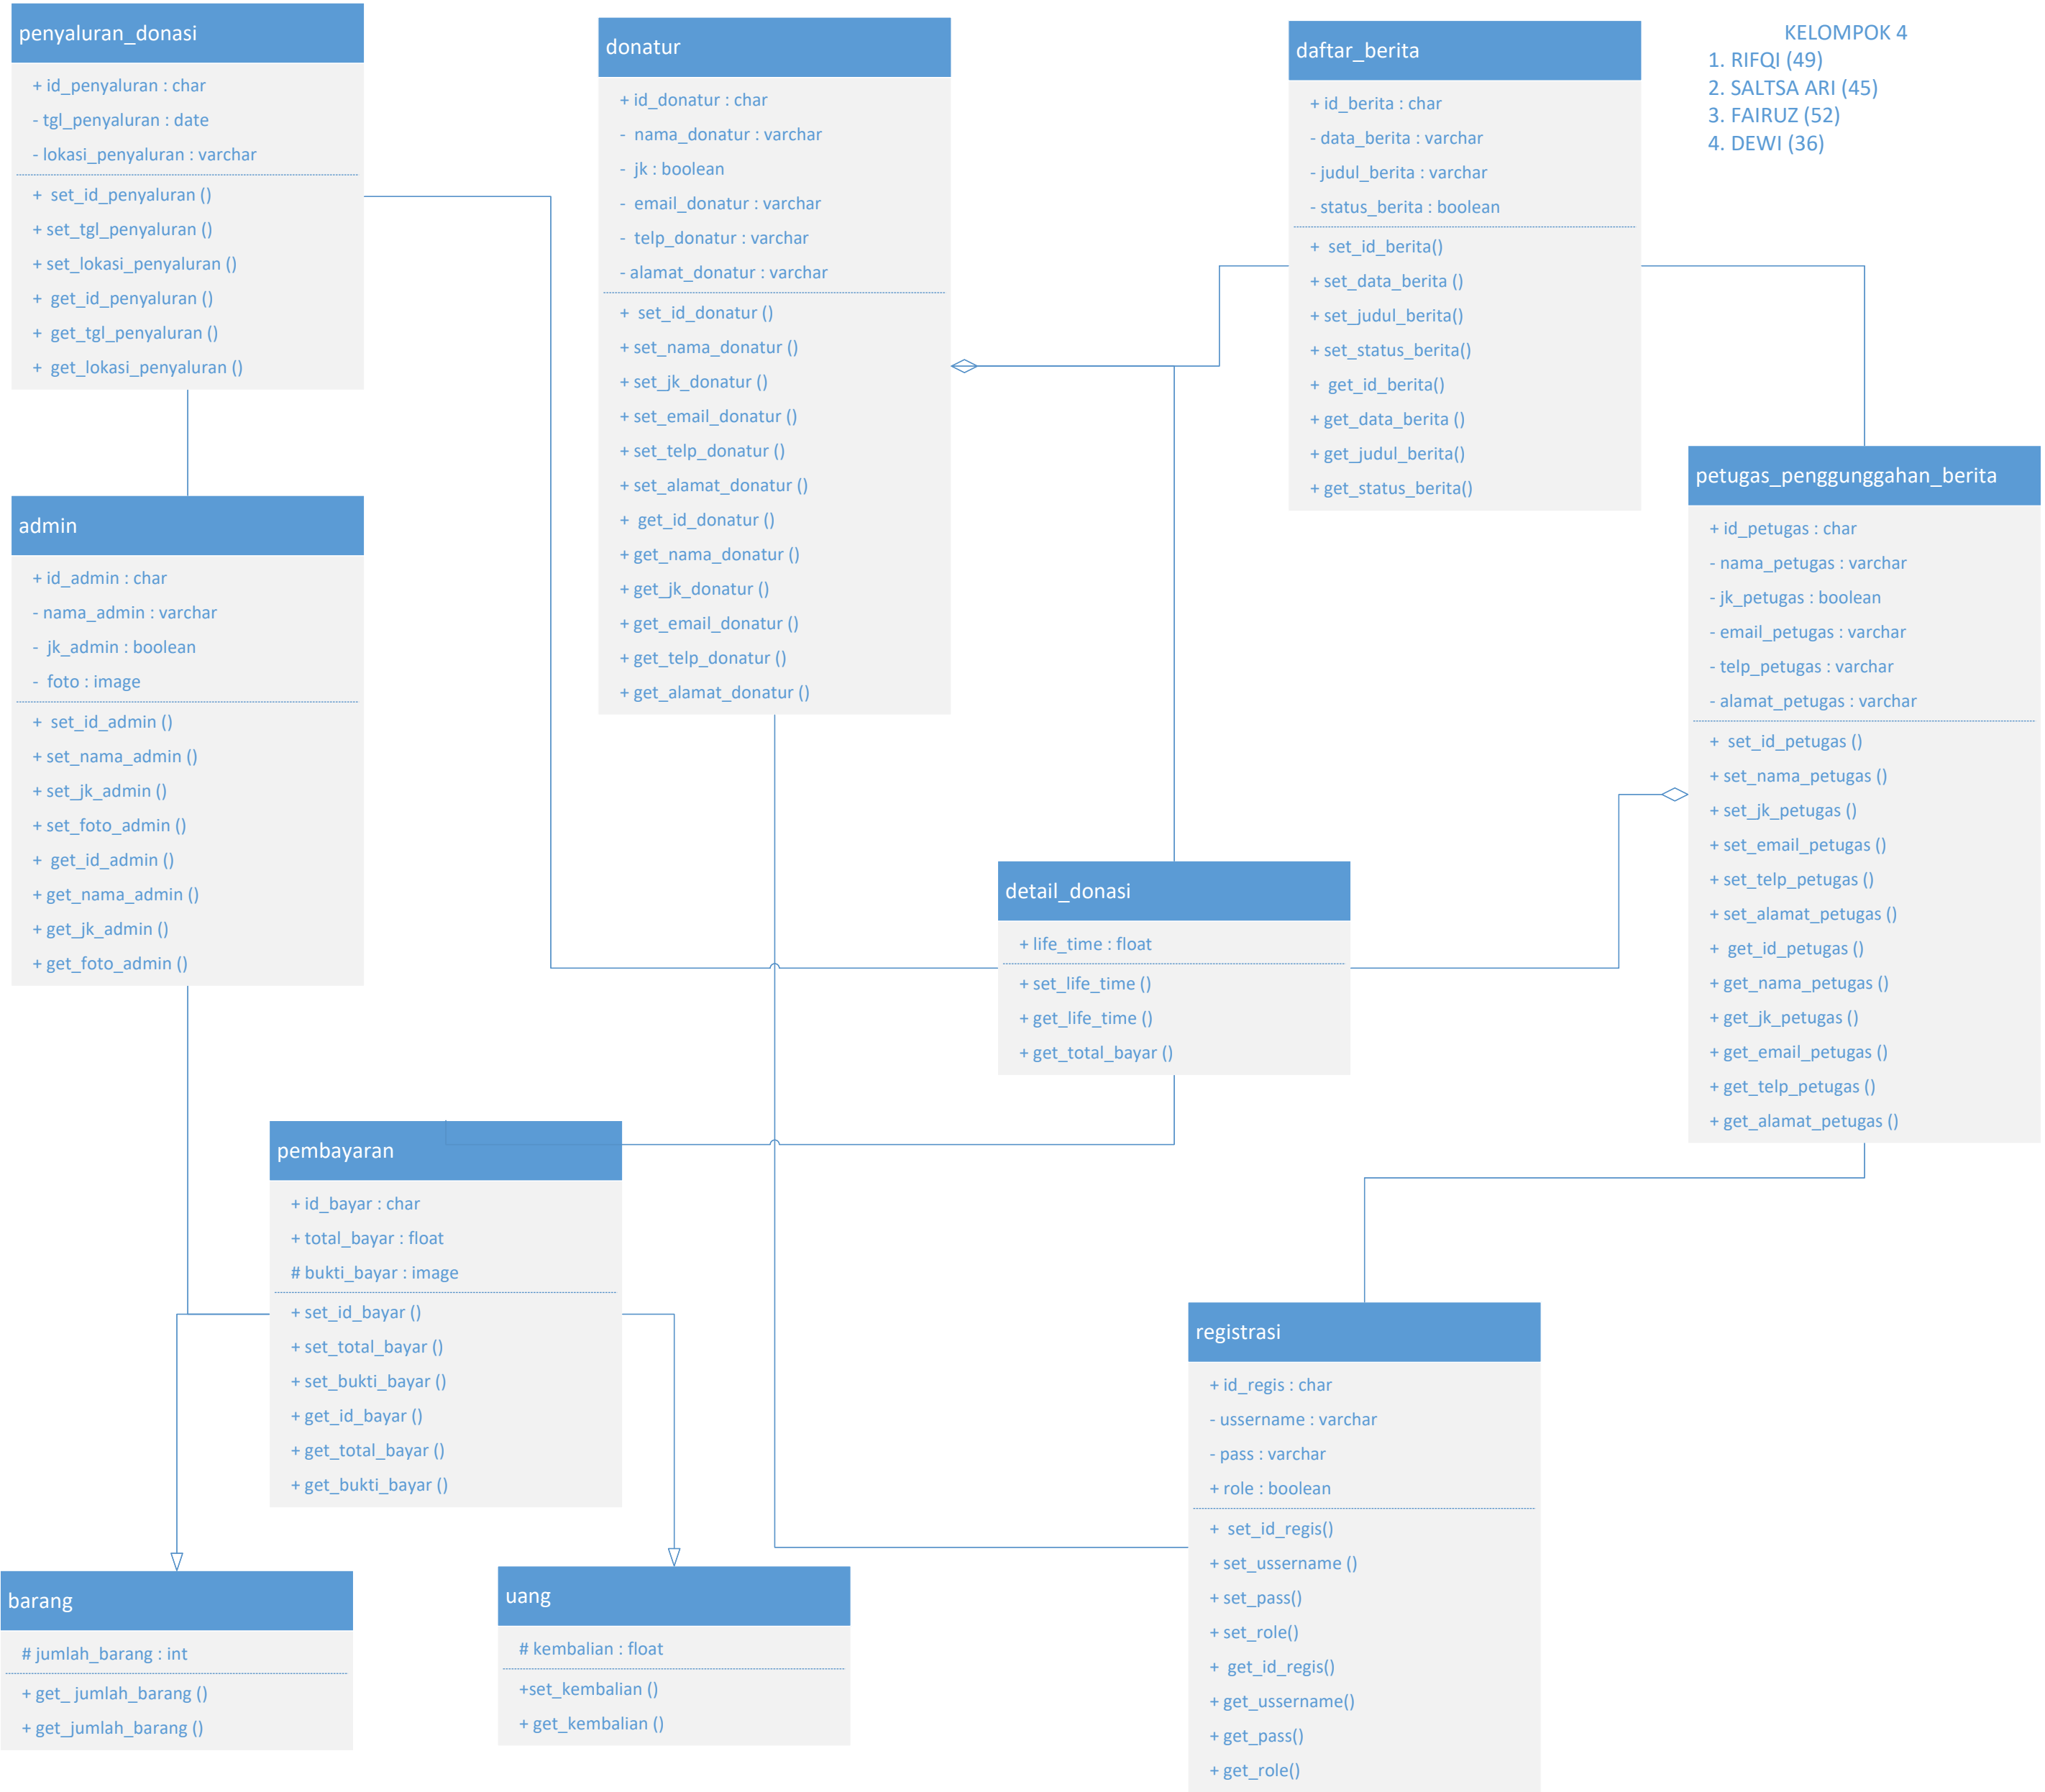 penyaluran_donasi
+ id_penyaluran : char
- tgl_penyaluran : date
- lokasi_penyaluran : varchar
+ set_id_penyaluran ()
+ set_tgl_penyaluran ()
+ set_lokasi_penyaluran ()
+ get_id_penyaluran ()
+ get_tgl_penyaluran ()
+ get_lokasi_penyaluran ()
donatur
+ id_donatur : char
- nama_donatur : varchar
- jk : boolean
- email_donatur : varchar
- telp_donatur : varchar
- alamat_donatur : varchar
+ set_id_donatur ()
+ set_nama_donatur ()
+ set_jk_donatur ()
+ set_email_donatur ()
+ set_telp_donatur ()
+ set_alamat_donatur ()
+ get_id_donatur ()
+ get_nama_donatur ()
+ get_jk_donatur ()
+ get_email_donatur ()
+ get_telp_donatur ()
+ get_alamat_donatur ()
daftar_berita
+ id_berita : char
- data_berita : varchar
- judul_berita : varchar
- status_berita : boolean
+ set_id_berita()
+ set_data_berita ()
+ set_judul_berita()
+ set_status_berita()
+ get_id_berita()
+ get_data_berita ()
+ get_judul_berita()
+ get_status_berita()
KELOMPOK 4
1. RIFQI (49)
2. SALTSA ARI (45)
3. FAIRUZ (52)
4. DEWI (36)
petugas_penggunggahan_berita
+ id_petugas : char
- nama_petugas : varchar
- jk_petugas : boolean
- email_petugas : varchar
- telp_petugas : varchar
- alamat_petugas : varchar
+ set_id_petugas ()
+ set_nama_petugas ()
+ set_jk_petugas ()
+ set_email_petugas ()
+ set_telp_petugas ()
+ set_alamat_petugas ()
+ get_id_petugas ()
+ get_nama_petugas ()
+ get_jk_petugas ()
+ get_email_petugas ()
+ get_telp_petugas ()
+ get_alamat_petugas ()
admin
+ id_admin : char
- nama_admin : varchar
- jk_admin : boolean
- foto : image
+ set_id_admin ()
+ set_nama_admin ()
+ set_jk_admin ()
+ set_foto_admin ()
+ get_id_admin ()
+ get_nama_admin ()
+ get_jk_admin ()
+ get_foto_admin ()
detail_donasi
+ life_time : float
+ set_life_time ()
+ get_life_time ()
+ get_total_bayar ()
pembayaran
+ id_bayar : char
+ total_bayar : float
# bukti_bayar : image
+ set_id_bayar ()
+ set_total_bayar ()
+ set_bukti_bayar ()
+ get_id_bayar ()
+ get_total_bayar ()
+ get_bukti_bayar ()
registrasi
+ id_regis : char
- ussername : varchar
- pass : varchar
+ role : boolean
+ set_id_regis()
+ set_ussername ()
+ set_pass()
+ set_role()
+ get_id_regis()
+ get_ussername()
+ get_pass()
+ get_role()
barang
# jumlah_barang : int
+ get_ jumlah_barang ()
+ get_jumlah_barang ()
uang
# kembalian : float
+set_kembalian ()
+ get_kembalian ()